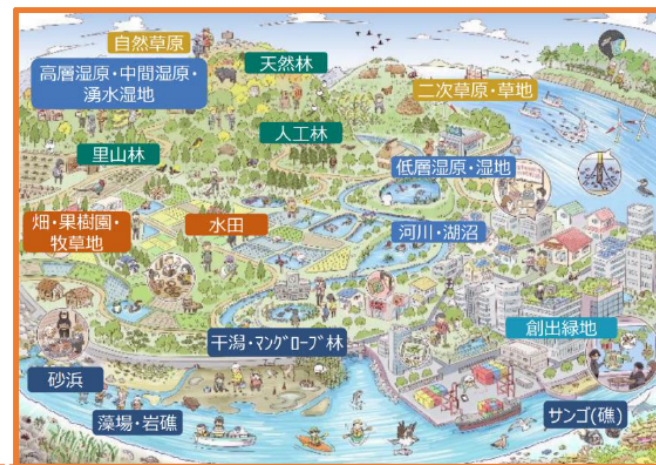 自然草原
高層湿原・中間湿原・
湧水湿地
天然林
二次草原・草地
人工林
里山林
低層湿原・湿地
畑・果樹園・
牧草地
水田
河川・湖沼
創出緑地
干潟・ﾏﾝｸﾞﾛｰﾌﾞ林
砂浜
藻場・岩礁
サンゴ(礁)